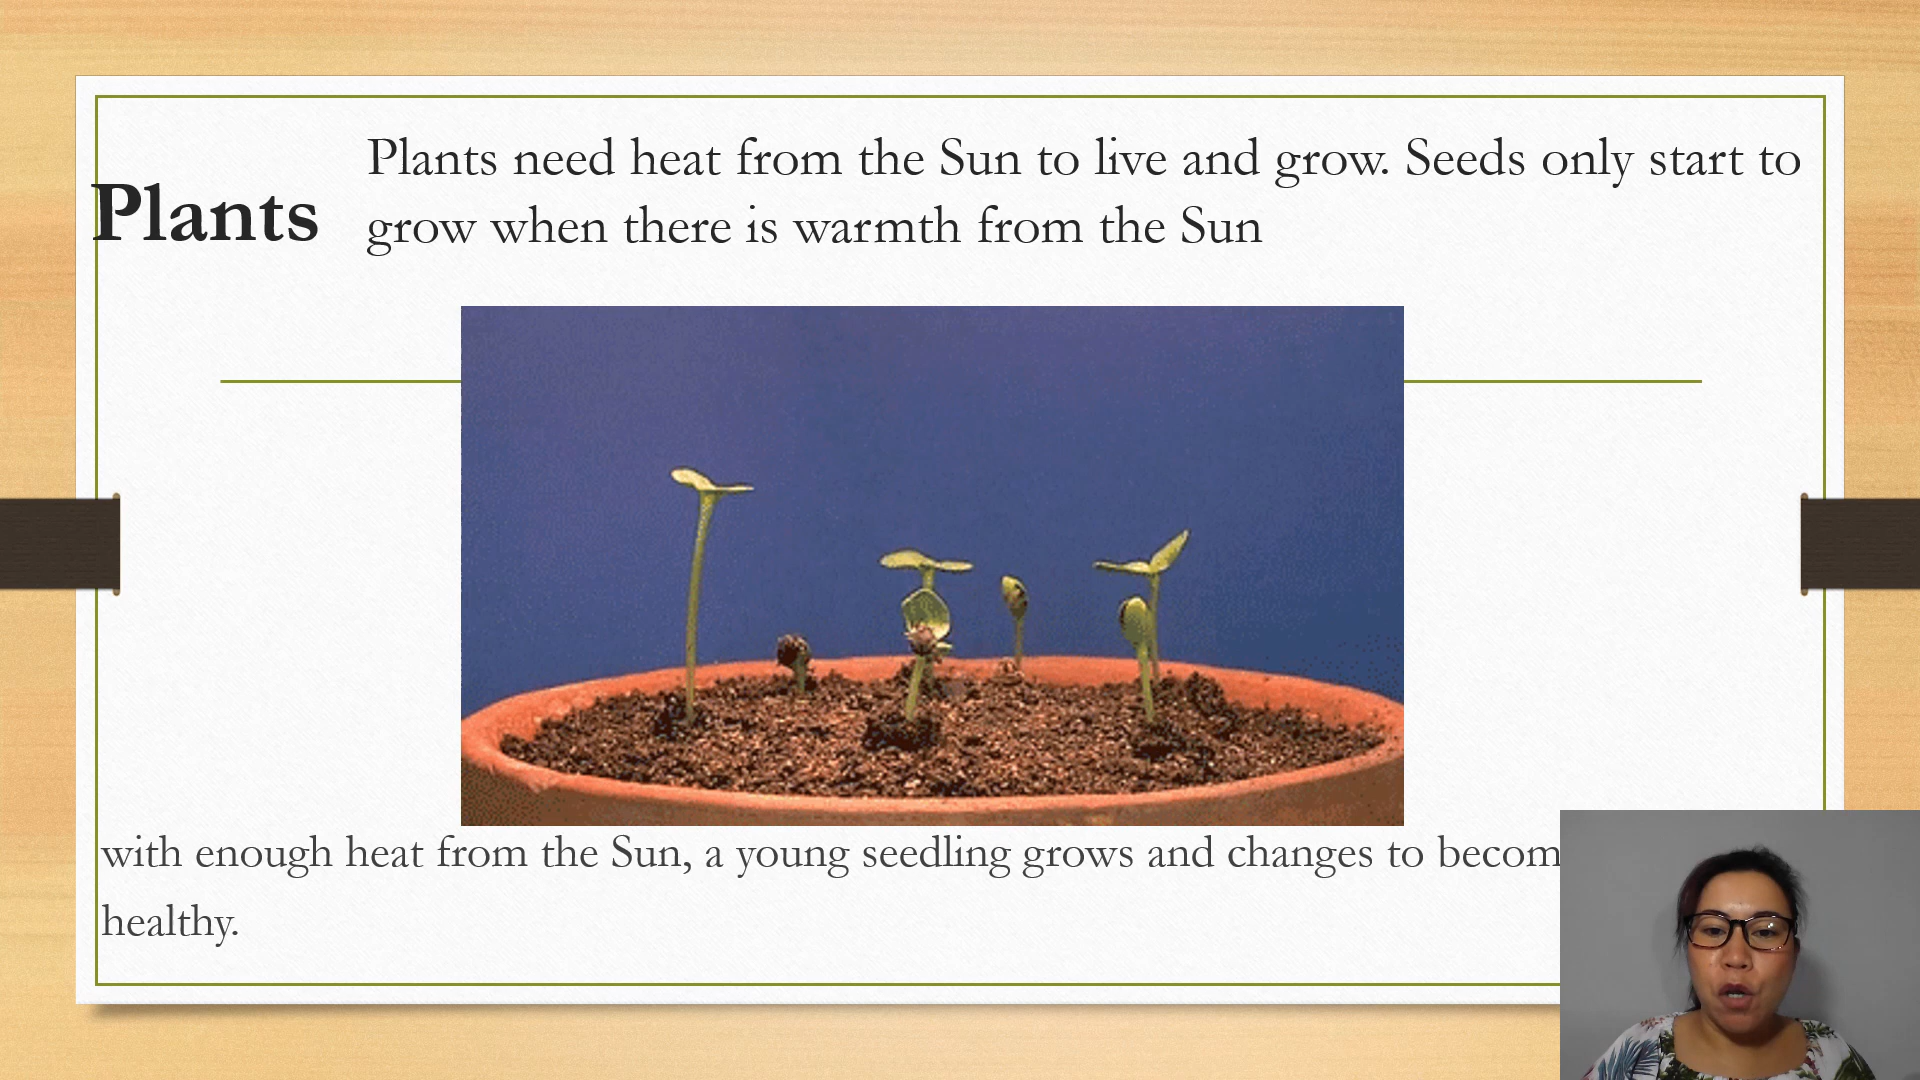 Plants
Plants need heat from the Sun to live and grow. Seeds only start to
grow when there is warmth from the Sun
with enough heat from the Sun, a young seedling grows and changes to becom
healthy.